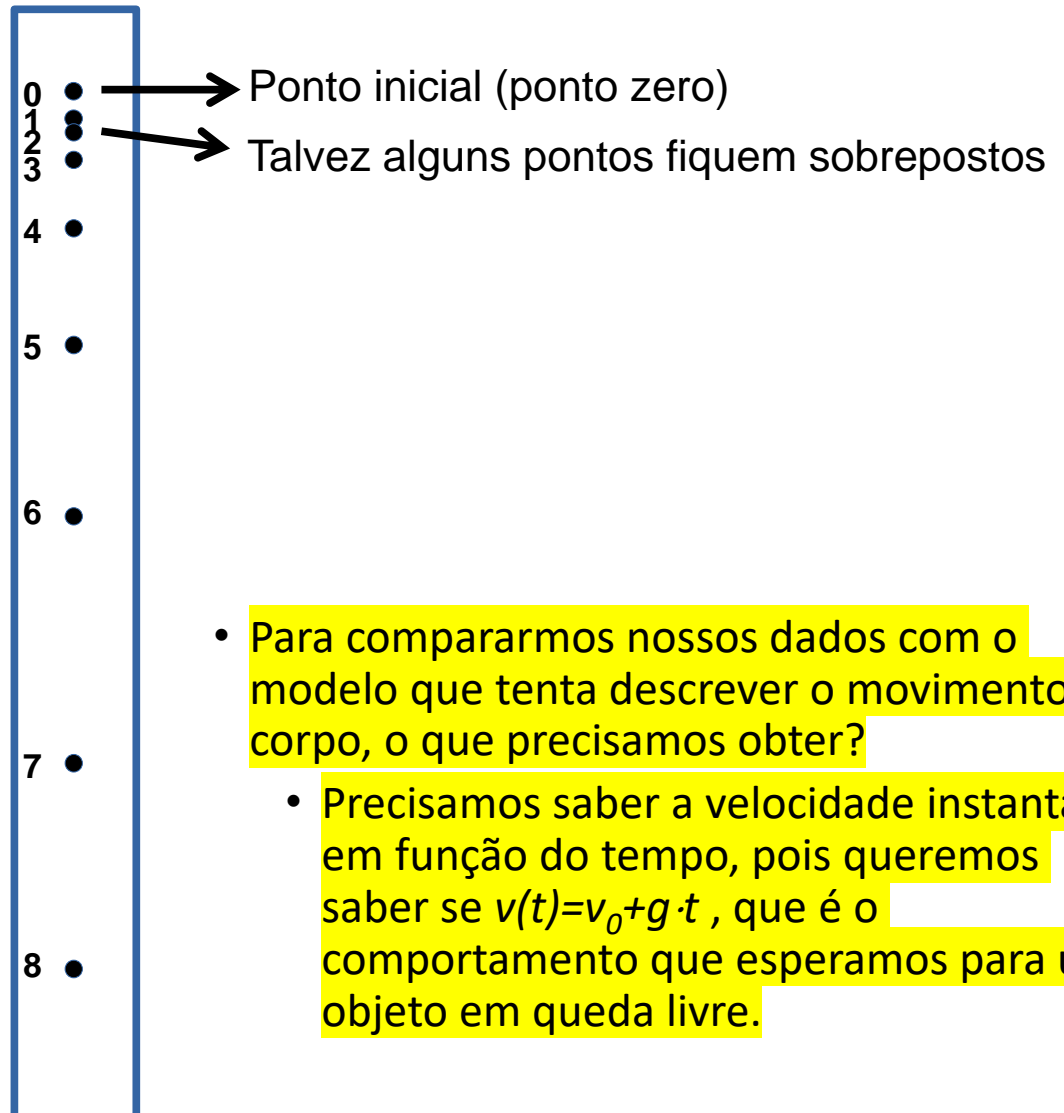 0
Ponto inicial (ponto zero)
1
2
Talvez alguns pontos fiquem sobrepostos
3
4
5
6
• Para compararmos nossos dados com o
modelo que tenta descrever o movimento
corpo, o que precisamos obter?
7
• Precisamos saber a velocidade
em função do tempo, pois queremos
saber se v(t)=v₀+g·t , que é o
8
comportamento que esperamos para
objeto em queda livre.